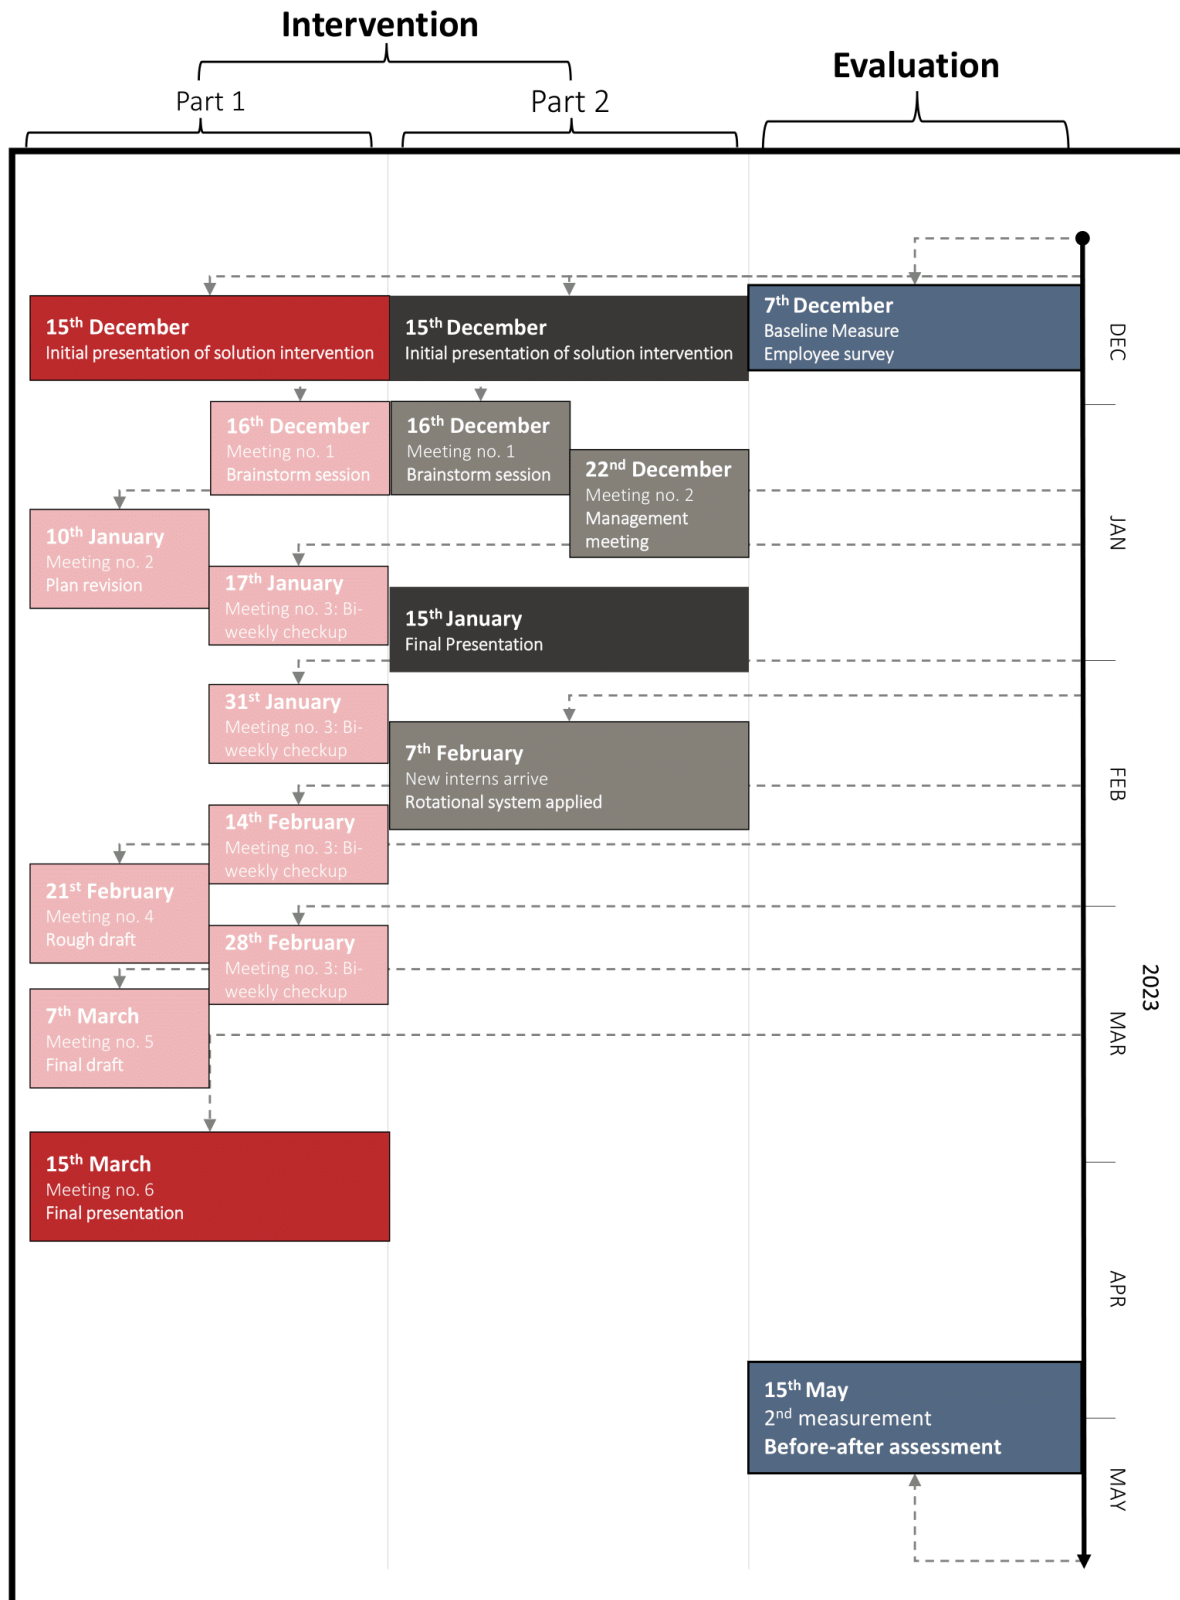 Intervention
Evaluation
Part 1
Part 2
15th December
Initial presentation of solution intervention
15th December
Initial presentation of solution intervention
7th December
Baseline Measure
Employee survey
DEC
16th December
Meeting no. 1
Brainstorm session
16th December
Meeting no. 1
Brainstorm session
22nd December
Meeting no. 2
Management
meeting
JAN
10th January
Meeting no. 2
Plan revision
17th January
Meeting no. 3: Bi-
weekly checkup
15th January
Final Presentation
31st January
Meeting no. 3: Bi-
weekly checkup
7th February
New interns arrive
Rotational system applied
FEB
14th February
Meeting no. 3: Bi-
weekly checkup
21st February
Meeting no. 4
Rough draft
28th February
Meeting no. 3: Bi-
weekly checkup
2023
7th March
Meeting no. 5
Final draft
MAR
15th March
Meeting no. 6
Final presentation
APR
15th May
2nd measurement
Before-after assessment
MAY